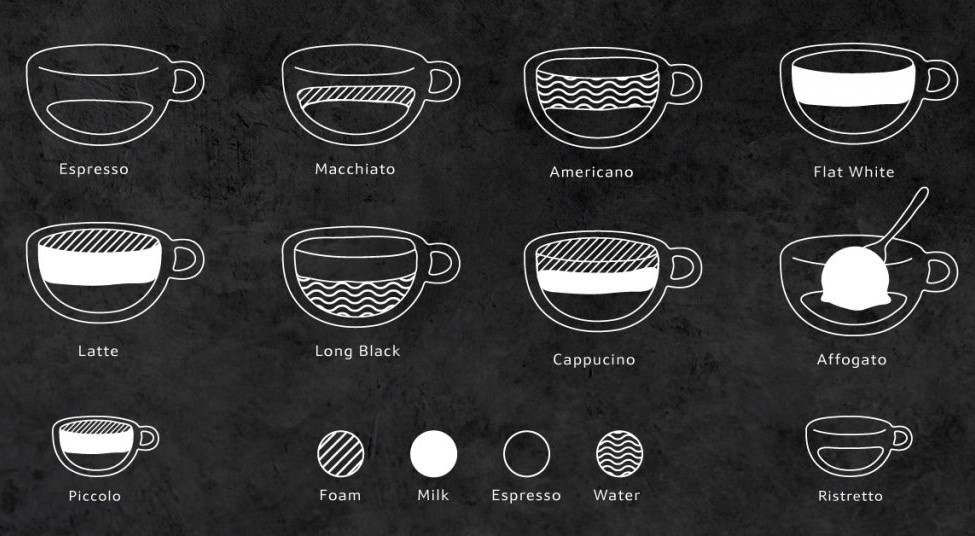 Espresso
Macchiato
Americano
Flat White
Latte
Long Black
Cappucino
Affogato
Piccolo
Foam
Milk
Espresso
Water
Ristretto